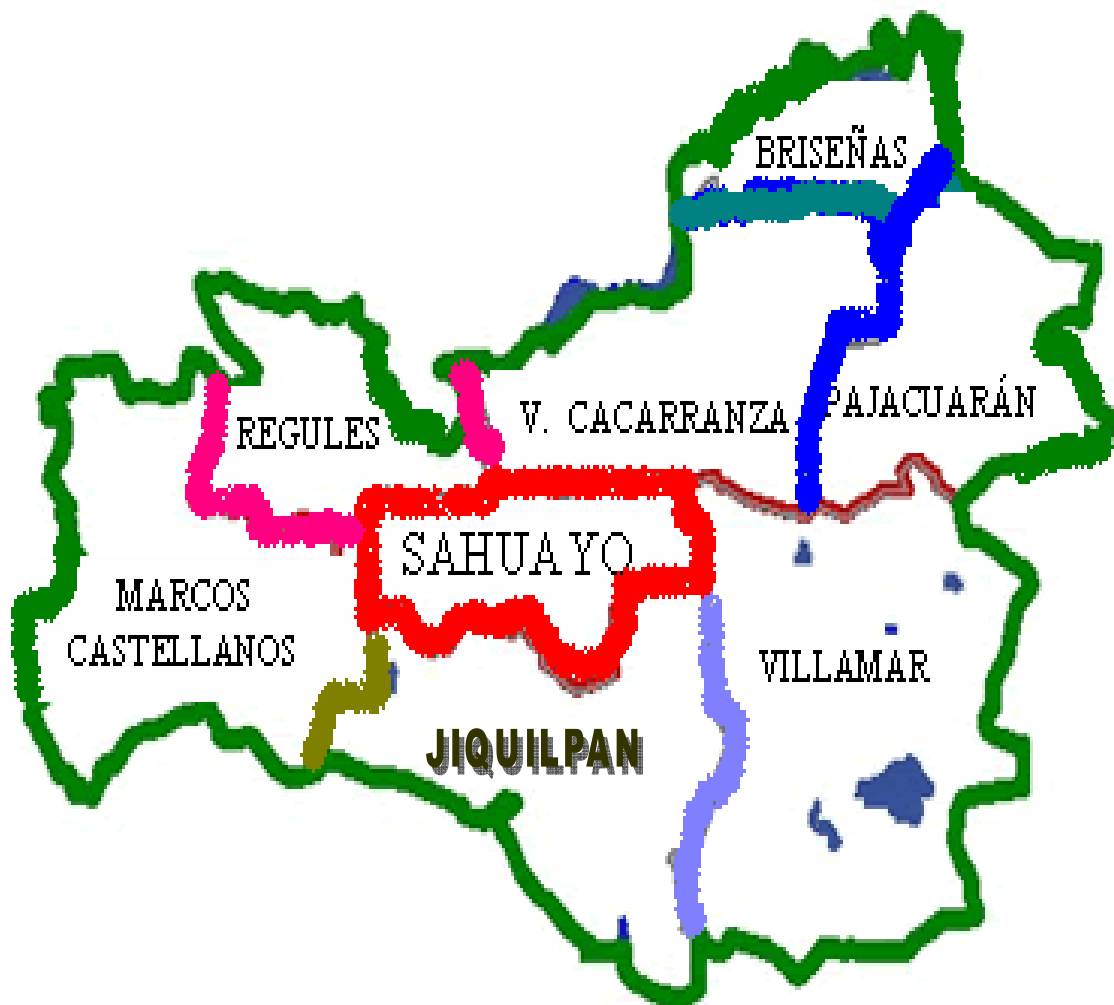 BRISEÑAS
REGULES
V. CACARRANZA
PAJACUARÁN
SAHUAYO
MARCOS
CASTELLANOS
VILLAMAR
JIQUILPAN